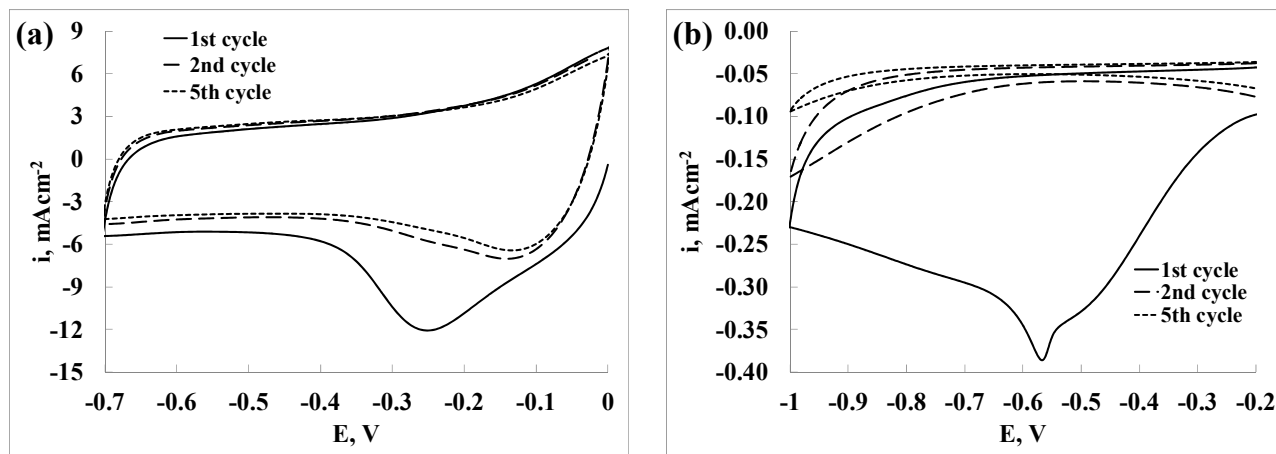 (a)
1st cycle
2nd cycle
5th cycle
9
6
3
0
-3
-6
-9
-12
-15
i, mAcm-2
-0.7 -0.6 -0.5 -0.4 -0.3 -0.2 -0.1 0
E, V
(b)
0.00
-0.05
-0.10
-0.15
-0.20
-0.25
-0.30
-0.35
-0.40
i, mAcm-2
1st cycle
2nd cycle
5th cycle
-1 -0.9 -0.8 -0.7 -0.6 -0.5 -0.4 -0.3 -0.2
E, V